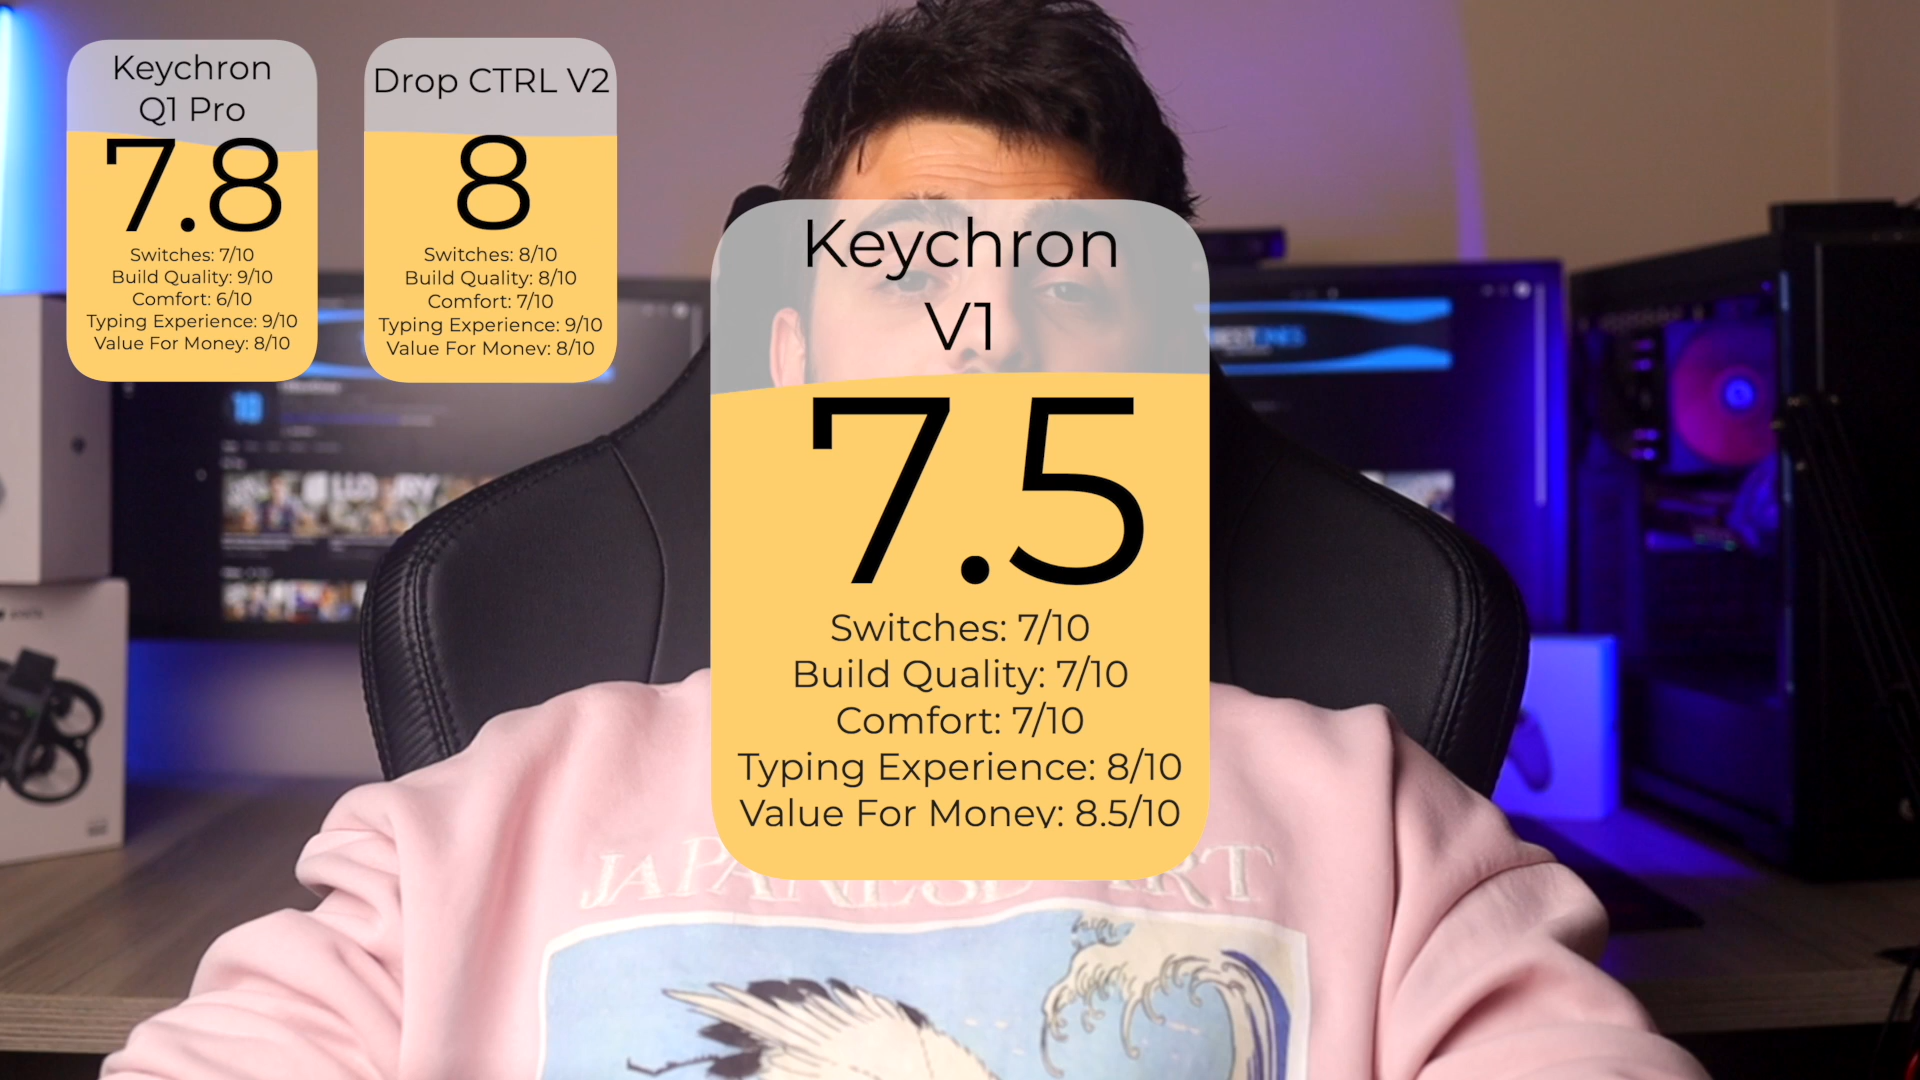 Keychron
Q1 Pro
7.8
Switches: 7/10
Build Quality: 9/10
Comfort: 6/10
Typing Experience: 9/10
Value For Money: 8/10
Drop CTRL V2
8
Switches: 8/10
Build Quality: 8/10
Comfort: 7/10
Typing Experience: 9/10
Value For Money: 8/10
Keychron
V1
7.5
Switches: 7/10
Build Quality: 7/10
Comfort: 7/10
Typing Experience: 8/10
Value For Money: 8.5/10
JAPANESE ART